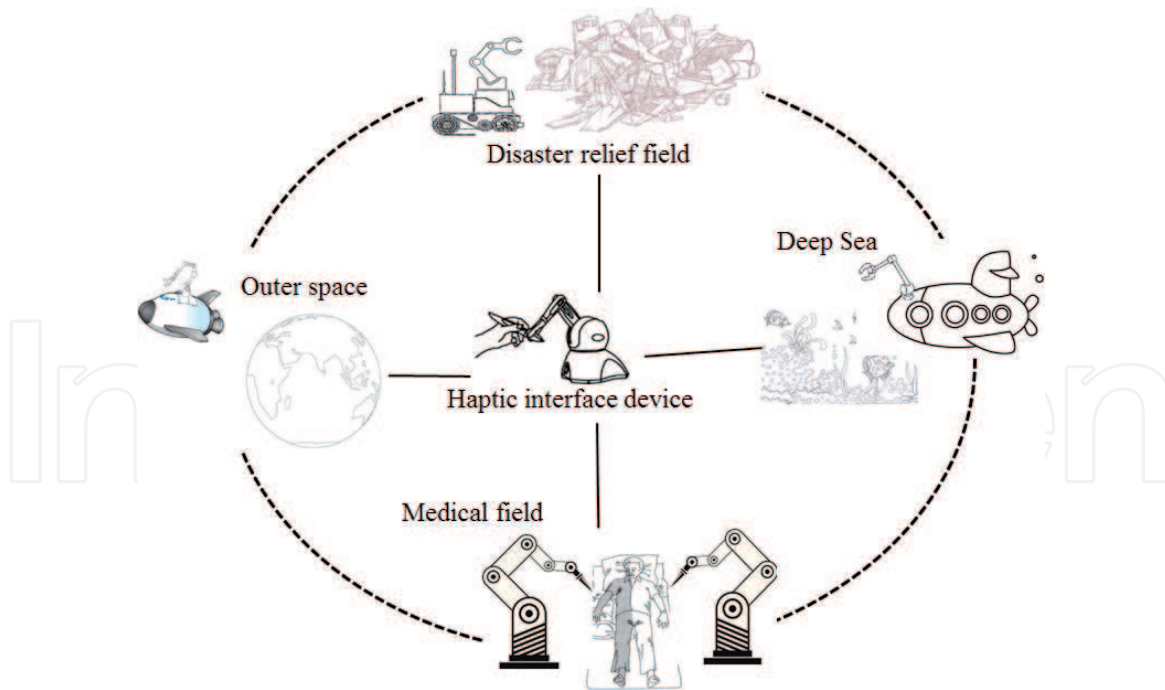 Disaster relief field
Deep Sea
Outer space
Haptic interface device
Medical field